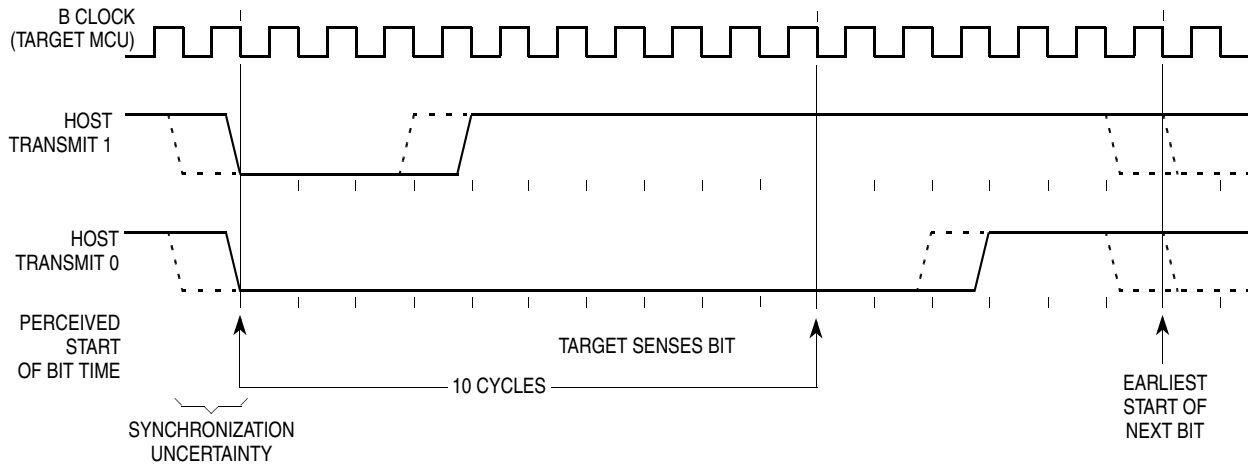 B CLOCK
(TARGET MCU)
HOST
TRANSMIT 1
HOST
TRANSMIT 0
PERCEIVED
START
OF BIT TIME
TARGET SENSES BIT
10 CYCLES
EARLIEST
START OF
NEXT BIT
SYNCHRONIZATION
UNCERTAINTY